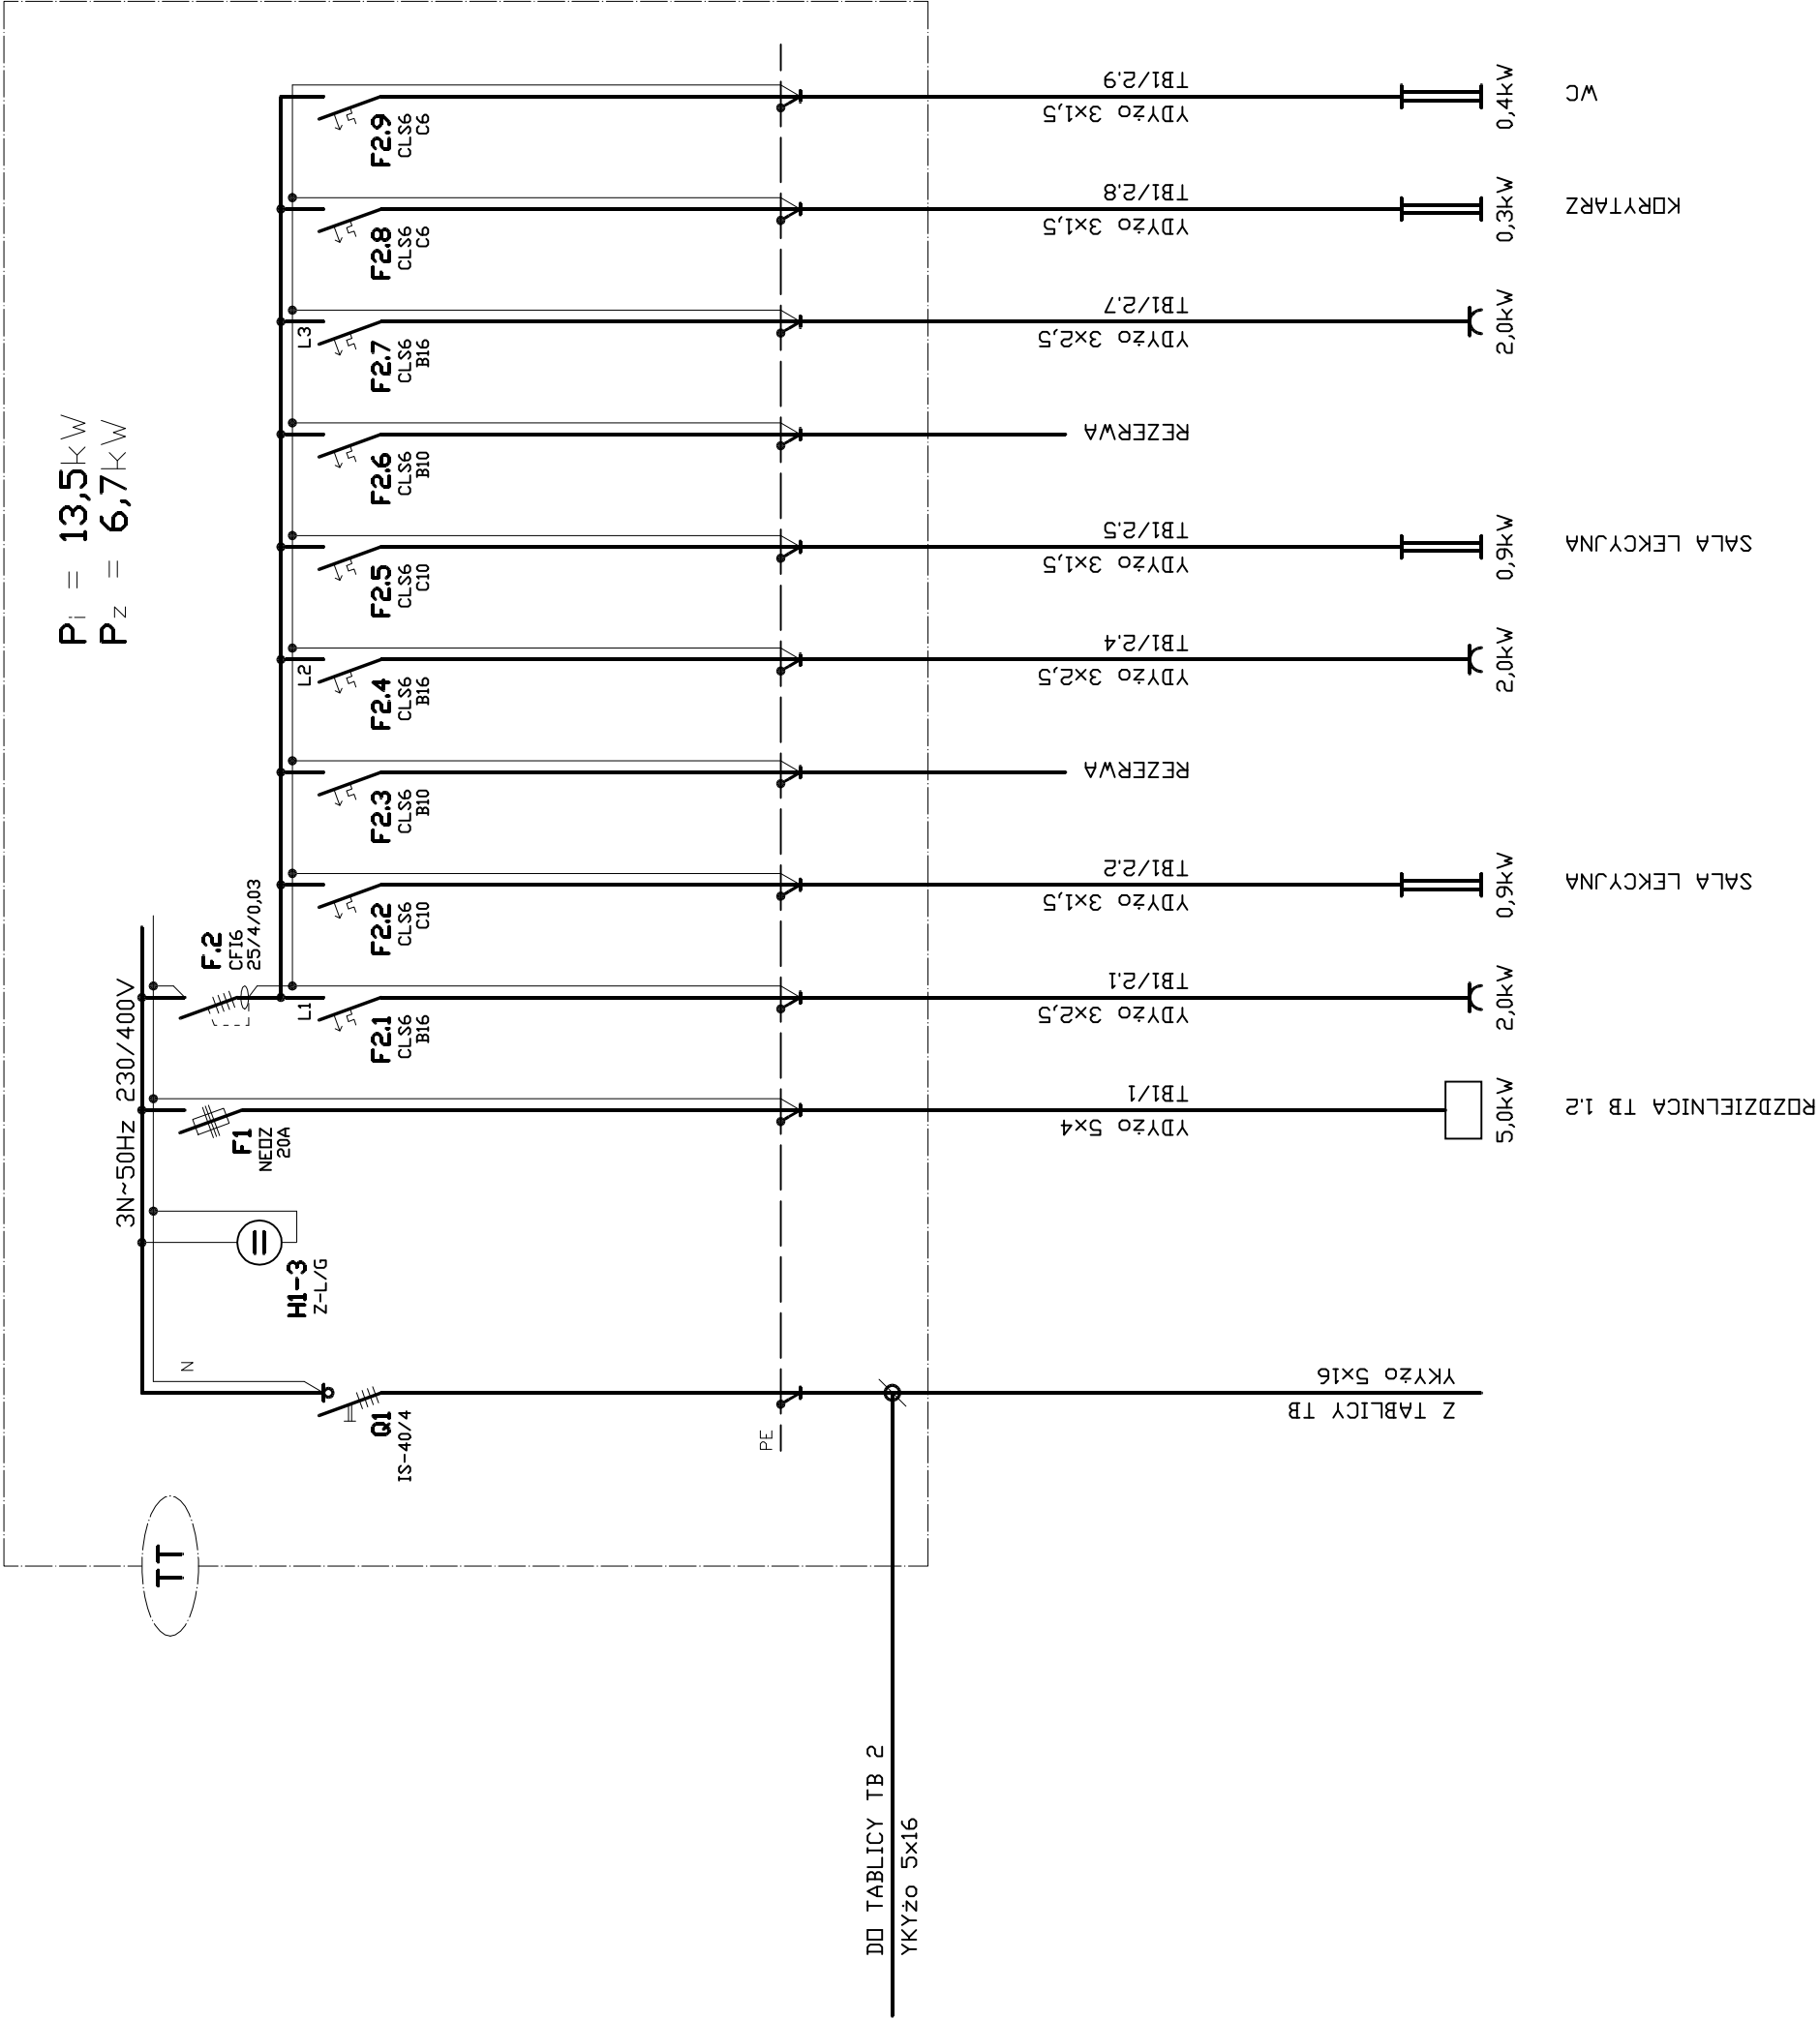 Pi = 13,5kW
Pz = 6,7kW
3N~50Hz 230/400V
TT
N
PE
Q1
IS-40/4
H1-3
Z-L/G
F1
NEOZ
20A
F.2
CFI6
25/4/0,03
L1
F2.1
CLS6
B16
F2.2
CLS6
C10
F2.3
CLS6
B10
L2
F2.4
CLS6
B16
F2.5
CLS6
C10
F2.6
CLS6
B10
L3
F2.7
CLS6
B16
F2.8
CLS6
C6
F2.9
CLS6
C6
DO TABLICY TB 2
YKYżo 5x16
Z TABLICY TB
YKYżo 5x16
TB1/1
YDYżo 5x4
TB1/2.1
YDYżo 3x2,5
TB1/2.2
YDYżo 3x1,5
REZERWA
TB1/2.4
YDYżo 3x2,5
TB1/2.5
YDYżo 3x1,5
REZERWA
TB1/2.7
YDYżo 3x2,5
TB1/2.8
YDYżo 3x1,5
TB1/2.9
YDYżo 3x1,5
5,0kW
2,0kW
0,9kW
2,0kW
0,9kW
2,0kW
0,3kW
0,4kW
ROZDZIELNICA TB 1.2
SALA LEKCYJNA
SALA LEKCYJNA
KORYTARZ
WC